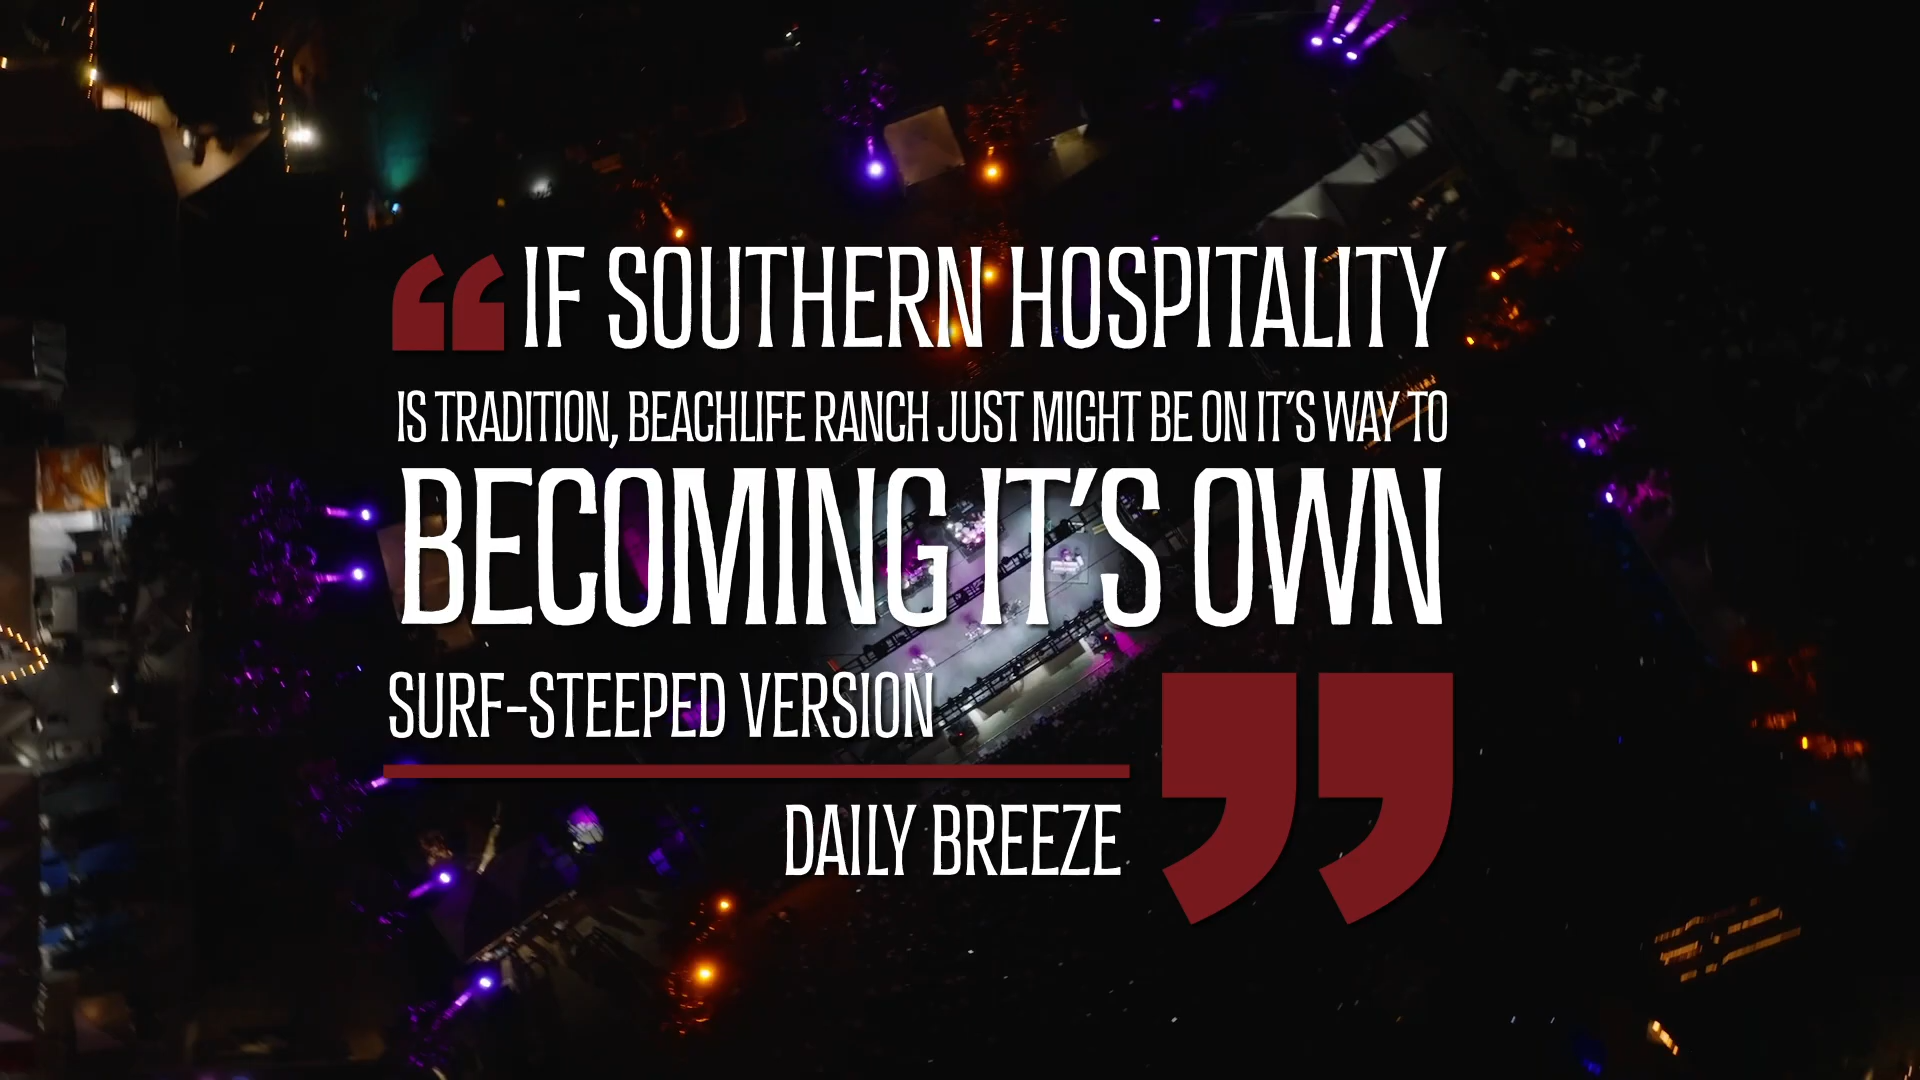 “IF SOUTHERN HOSPITALITY
IS TRADITION, BEACHLIFE RANCH JUST MIGHT BE ON IT’S WAY TO
BECOMING IT’S OWN
SURF-STEEPED VERSION”
DAILY BREEZE